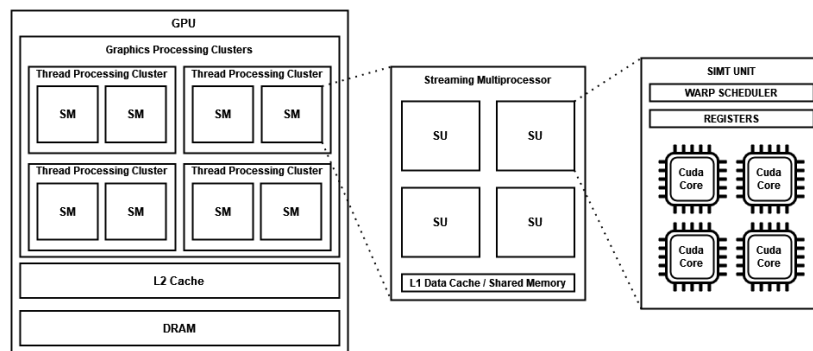 GPU
Graphics Processing Clusters
Thread Processing Cluster
SM
SM
Thread Processing Cluster
SM
SM
Thread Processing Cluster
SM
SM
Thread Processing Cluster
SM
SM
L2 Cache
DRAM
Streaming Multiprocessor
SU
SU
SU
SU
L1 Data Cache / Shared Memory
SIMT UNIT
WARP SCHEDULER
REGISTERS
Cuda
Core
Cuda
Core
Cuda
Core
Cuda
Core